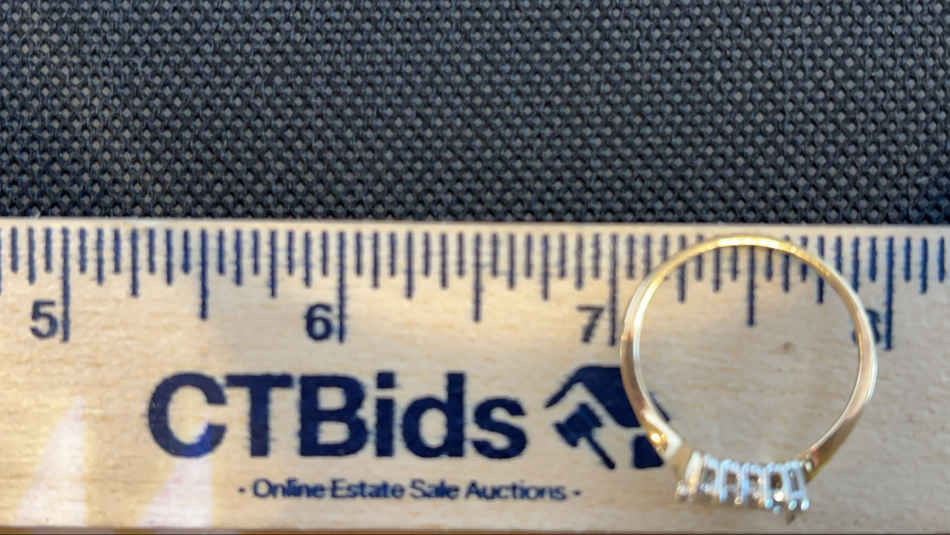 5 6 7 8
CTBids
- Online Estate Sale Auctions -